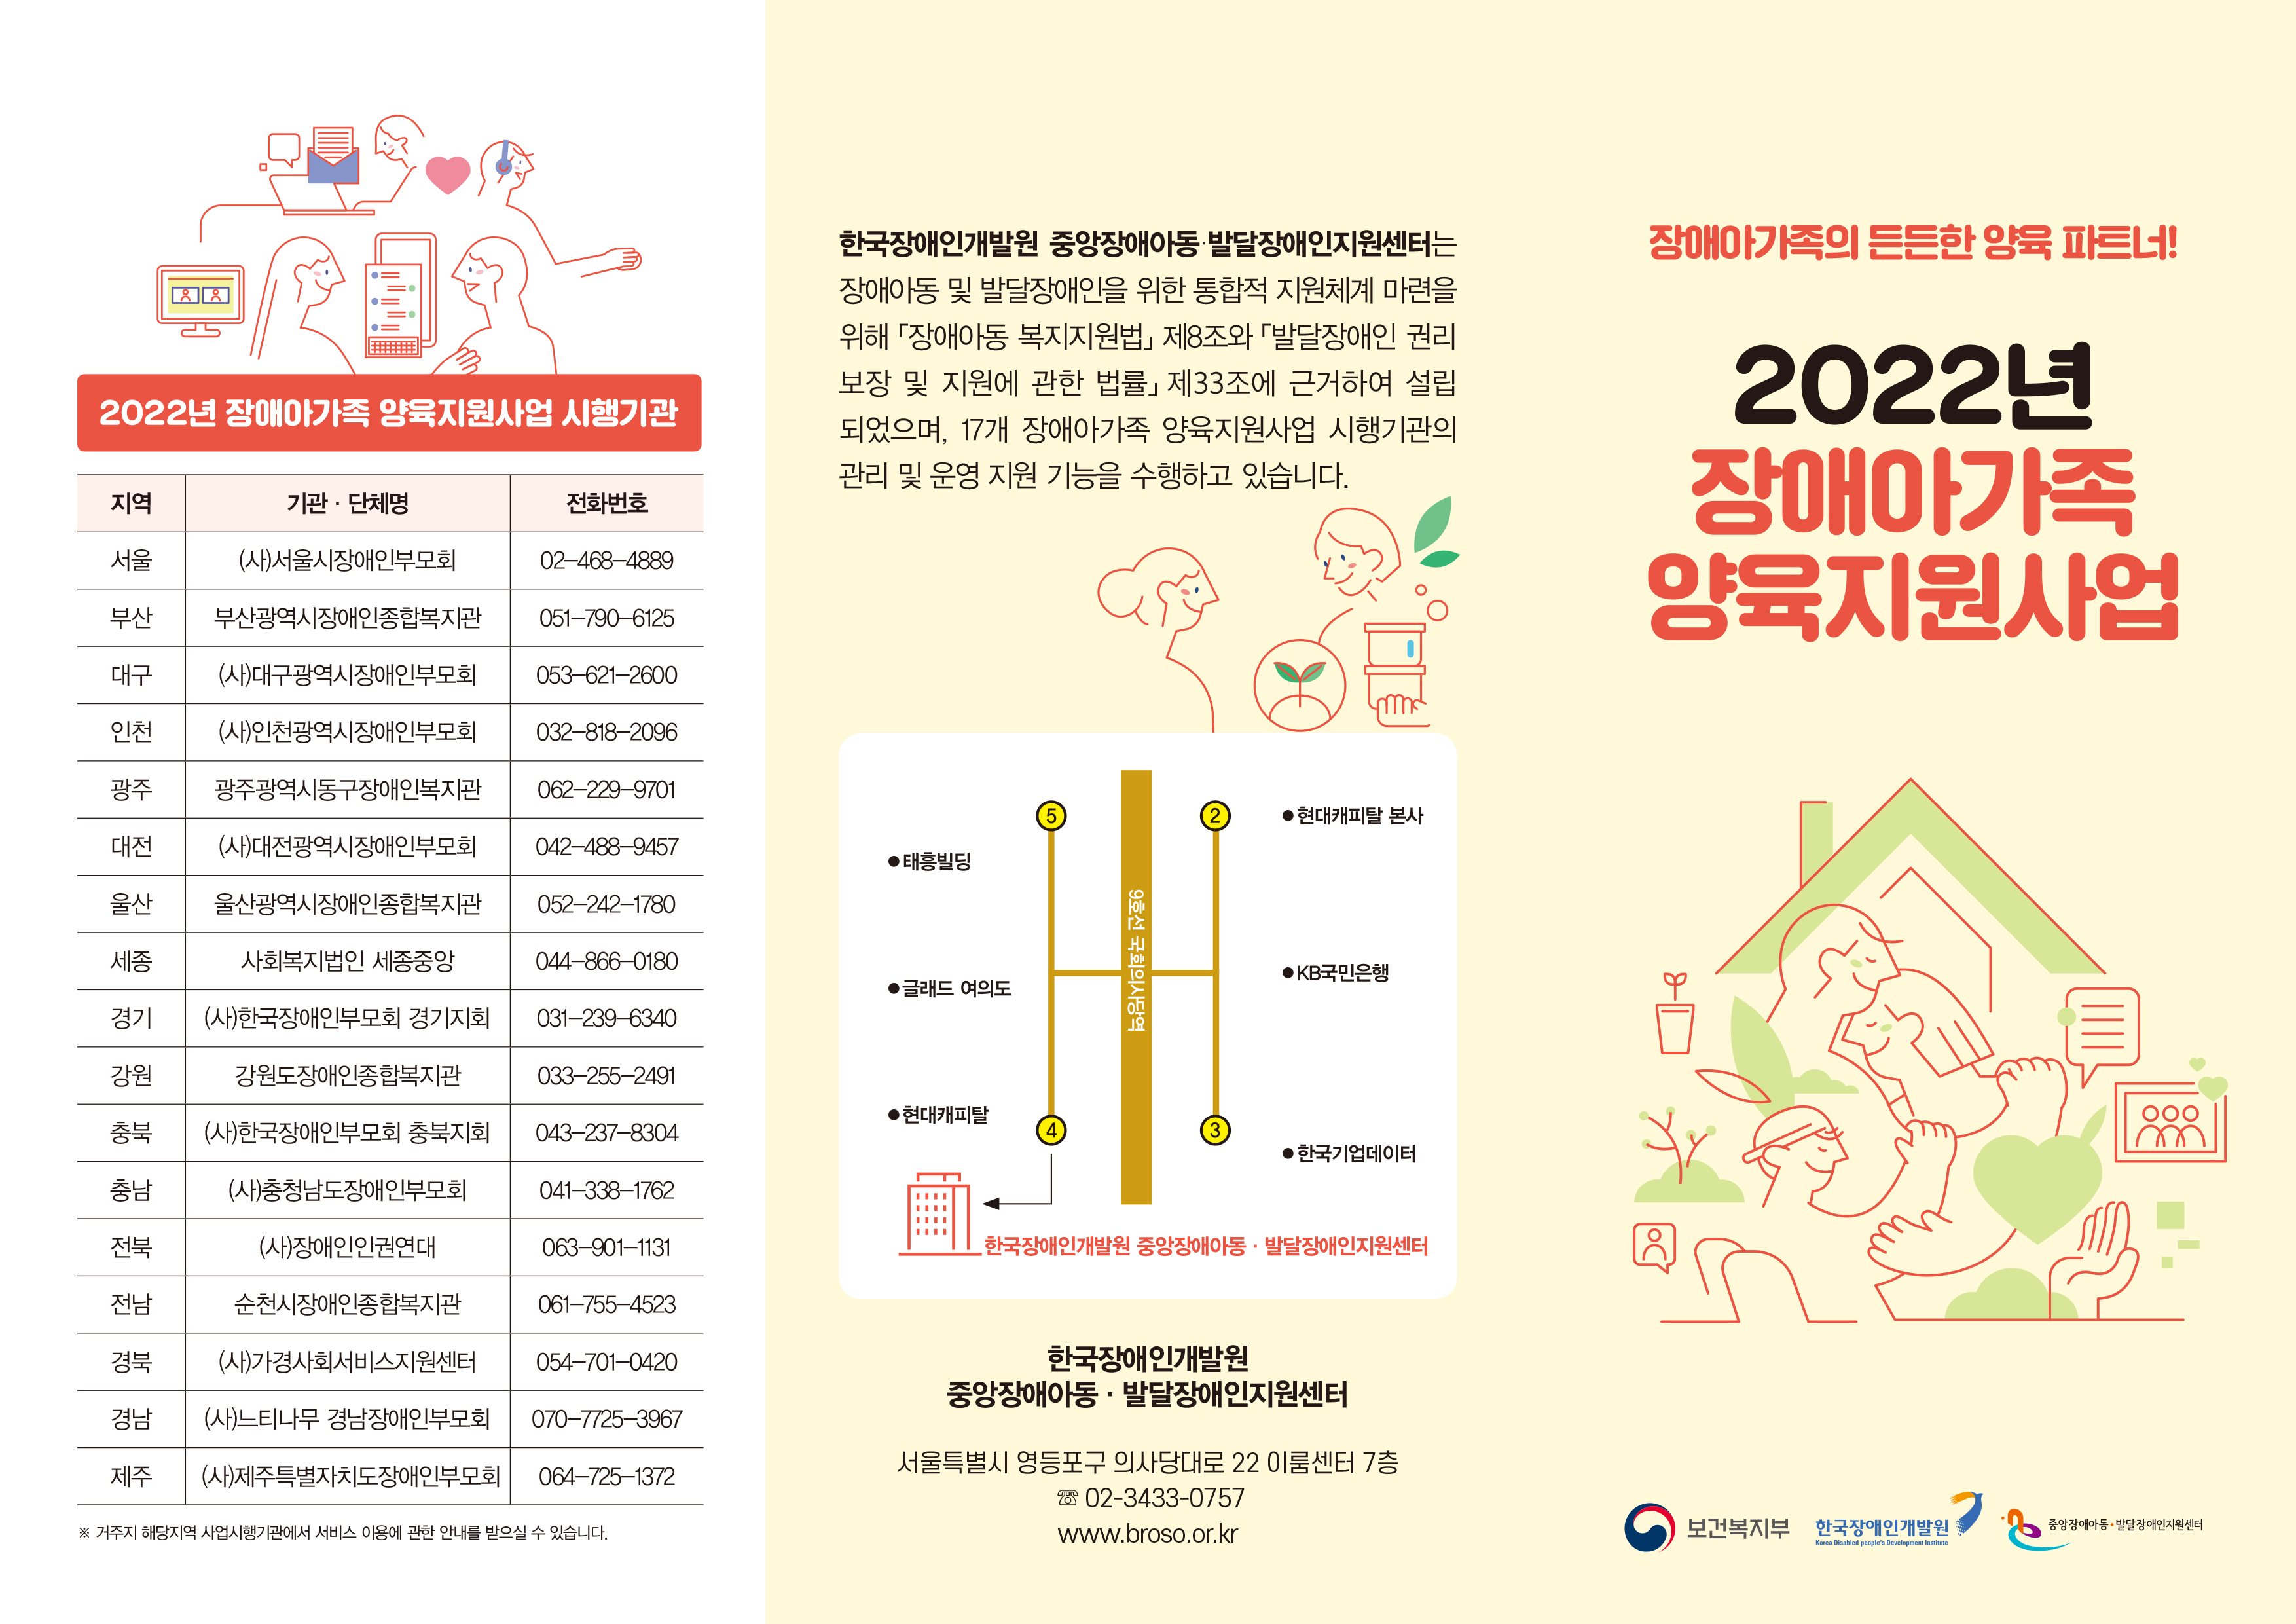 2022년 장애아가족 양육지원사업 시행기관
지역 기관 · 단체명 전화번호
서울 (사)서울시장애인부모회 02-468-4889
부산 부산광역시장애인종합복지관 051-790-6125
대구 (사)대구광역시장애인부모회 053-621-2600
인천 (사)인천광역시장애인부모회 032-818-2096
광주 광주광역시동구장애인복지관 062-229-9701
대전 (사)대전광역시장애인부모회 042-488-9457
울산 울산광역시장애인종합복지관 052-242-1780
세종 사회복지법인 세종중앙 044-866-0180
경기 (사)한국장애인부모회 경기지회 031-239-6340
강원 강원도장애인종합복지관 033-255-2491
충북 (사)한국장애인부모회 충북지회 043-237-8304
충남 (사)충청남도장애인부모회 041-338-1762
전북 (사)장애인인권연대 063-901-1131
전남 순천시장애인종합복지관 061-755-4523
경북 (사)가경사회서비스지원센터 054-701-0420
경남 (사)느티나무 경남장애인부모회 070-7725-3967
제주 (사)제주특별자치도장애인부모회 064-725-1372
※ 거주지 해당지역 사업시행기관에서 서비스 이용에 관한 안내를 받으실 수 있습니다.
한국장애인개발원 중앙장애아동·발달장애인지원센터는
장애아동 및 발달장애인을 위한 통합적 지원체계 마련을
위해 「장애아동 복지지원법」 제8조와 「발달장애인 권리
보장 및 지원에 관한 법률」 제33조에 근거하여 설립
되었으며, 17개 장애아가족 양육지원사업 시행기관의
관리 및 운영 지원 기능을 수행하고 있습니다.
5
2
●현대캐피탈 본사
●태흥빌딩
9호선 국회의사당역
●KB국민은행
●글래드 여의도
●현대캐피탈
4
3
●한국기업데이터
한국장애인개발원 중앙장애아동 · 발달장애인지원센터
한국장애인개발원
중앙장애아동 · 발달장애인지원센터
서울특별시 영등포구 의사당대로 22 이룸센터 7층
☏ 02-3433-0757
www.broso.or.kr
장애아가족의 든든한 양육 파트너!
2022년
장애아가족
양육지원사업
보건복지부
한국장애인개발원
Korea Disabled people's Development Institute
중앙장애아동·발달장애인지원센터